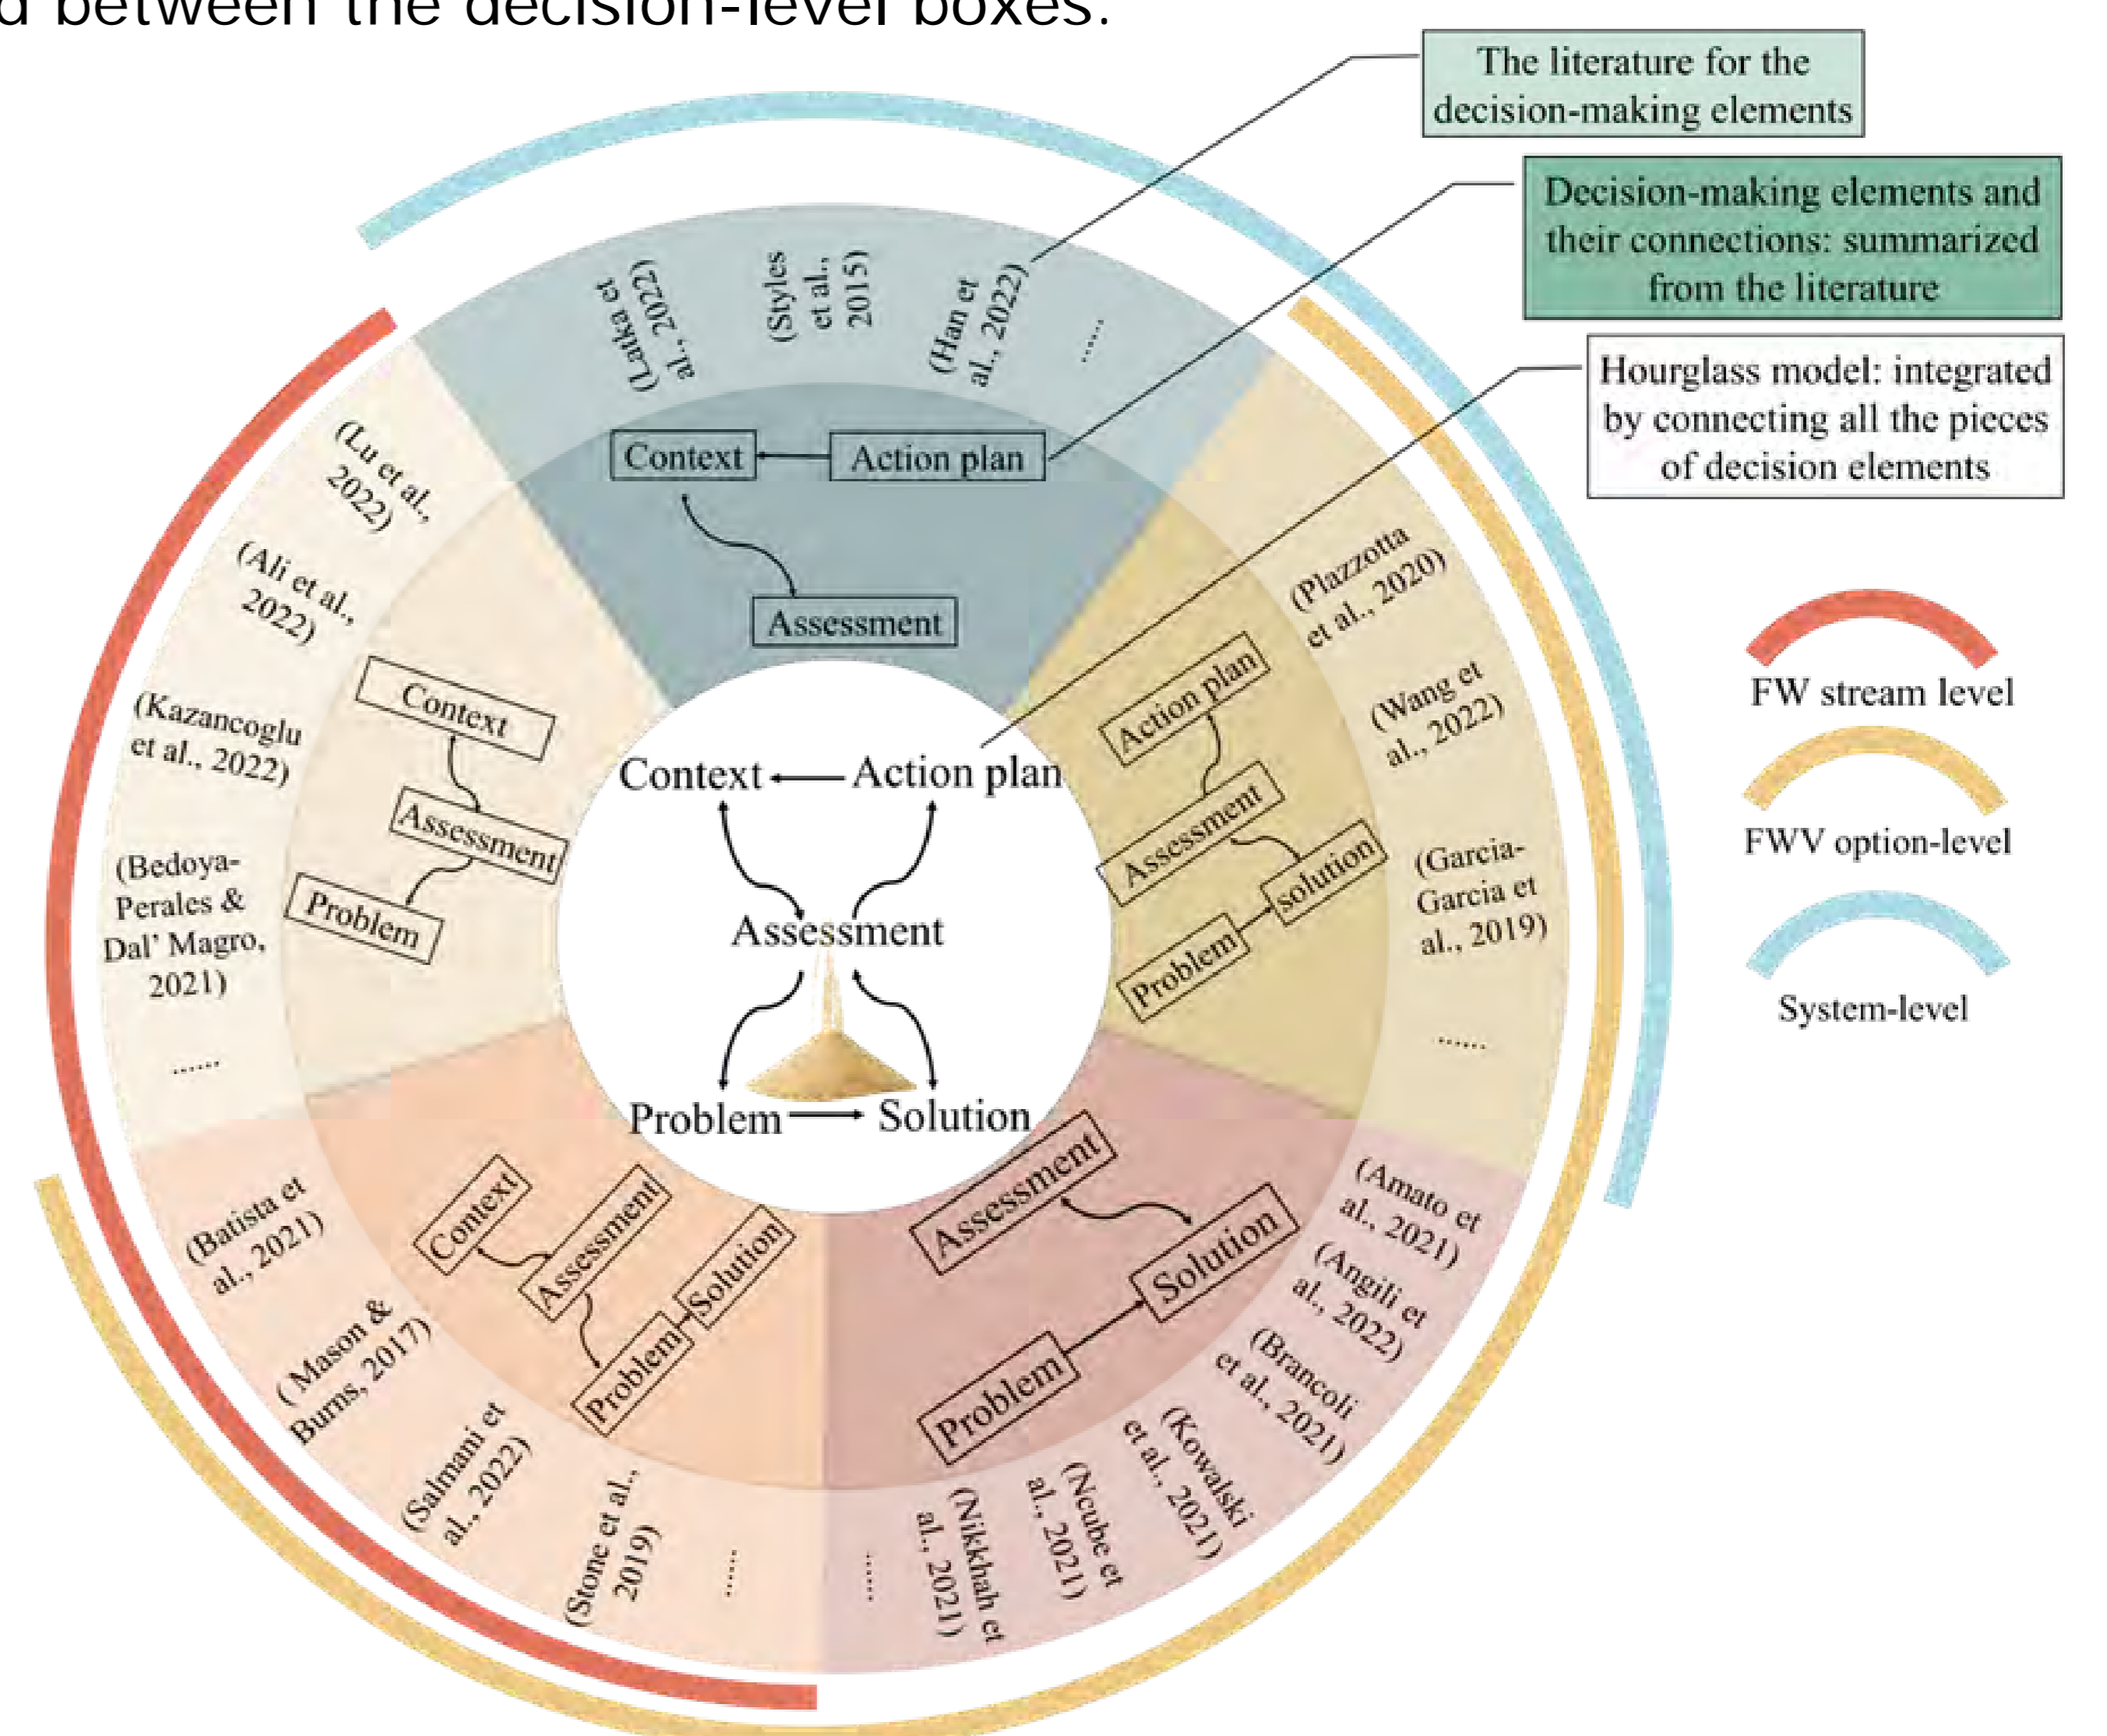 d between the decision-level boxes.
The literature for the
decision-making elements
Decision-making elements and
their connections: summarized
from the literature
Hourglass model: integrated
by connecting all the pieces
of decision elements
(Latka et
al., 2022)
(Styles
et al.,
2015)
(Han et
al., 2022)
......
Context
Action plan
Assessment
(Plazzotta
et al., 2020)
(Wang et
al., 2022)
(Garcia-
Garcia et
al., 2019)
......
Action plan
Assessment
solution
Problem
(Amato et
al., 2021)
(Angili et
al., 2022)
(Brancoli
et al., 2021)
(Kowalski
et al., 2021)
(Ncube et
al., 2021)
(Nikkhah et
al., 2021)
......
Assessment
Solution
Problem
(Batista et
al., 2021)
( Mason &
Burns, 2017)
(Salmani et
al., 2022)
(Stone et al.,
2019)
......
Context
Assessment
Solution
Problem
(Lu et al.,
2022)
(Ali et al.,
2022)
(Kazancoglu
et al., 2022)
(Bedoya-
Perales &
Dal’ Magro,
2021)
......
Context
Assessment
Problem
Context
Action plan
Assessment
Problem
Solution
FW stream level
FWV option-level
System-level